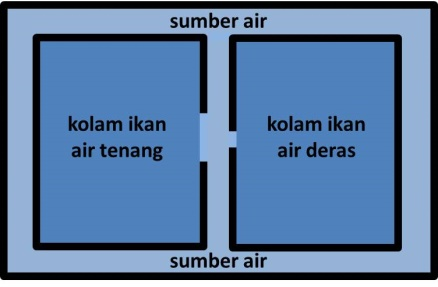 sumber air
kolam ikan
air tenang
kolam ikan
air deras
sumber air